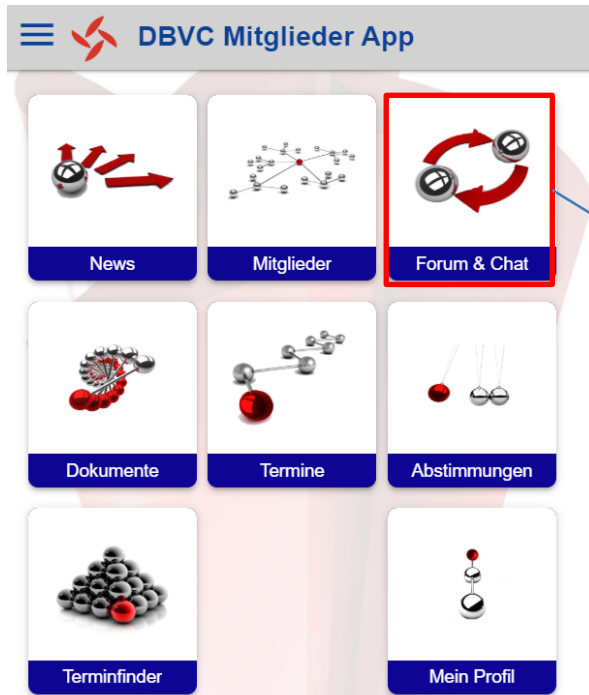 DBVC Mitglieder App
News
Mitglieder
Forum & Chat
Dokumente
Termine
Abstimmungen
Terminfinder
Mein Profil